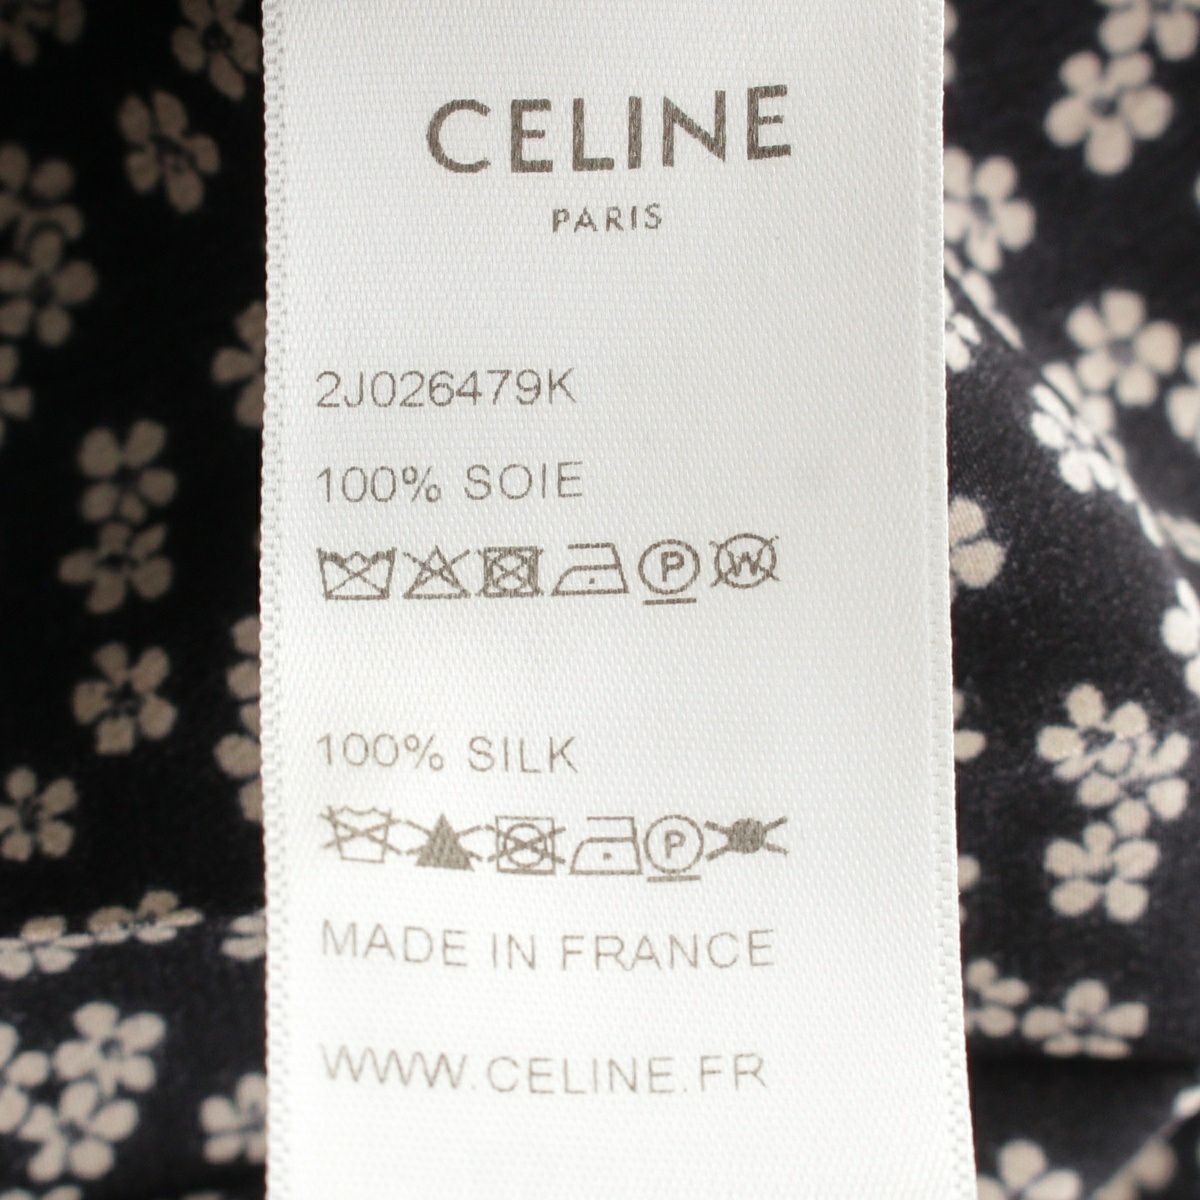 CELINE
PARIS
2J026479K
100% SOIE
P W
100% SILK
P
MADE IN FRANCE
WWW.CELINE.FR